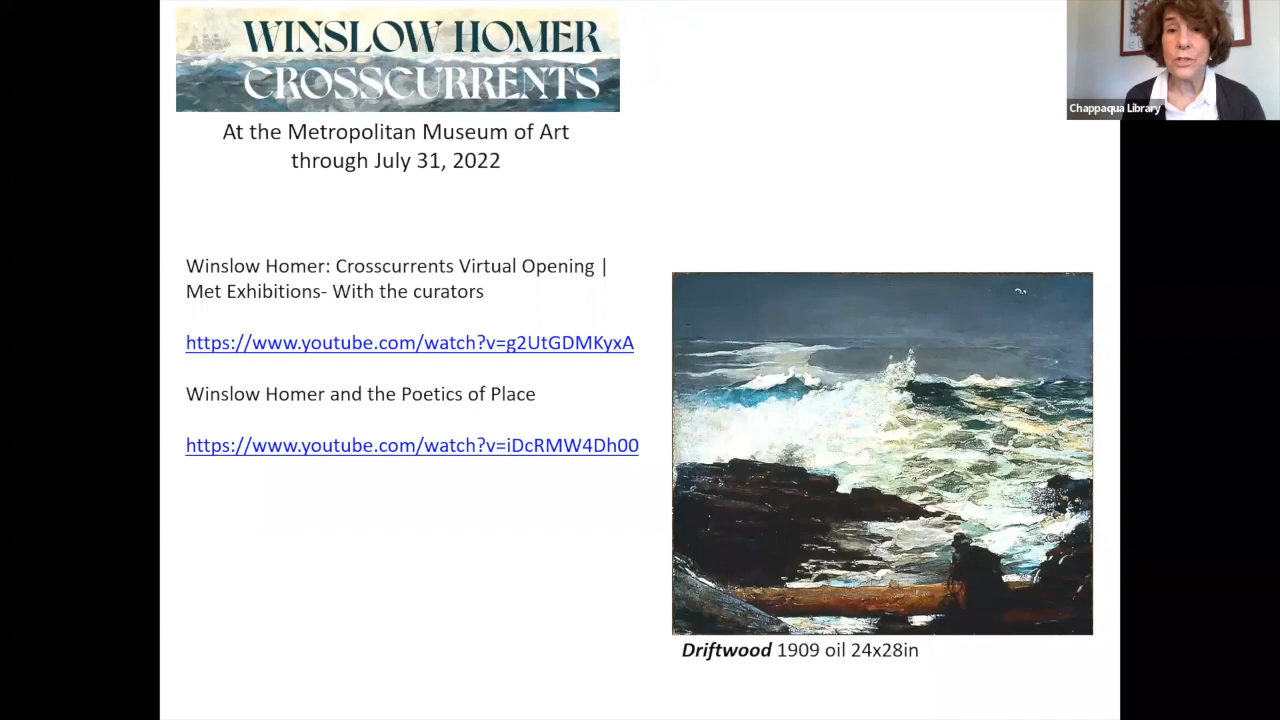 WINSLOW HOMER
CROSSCURRENTS
At the Metropolitan Museum of Art
through July 31, 2022
Chappaqua Library
Winslow Homer: Crosscurrents Virtual Opening |
Met Exhibitions- With the curators
https://www.youtube.com/watch?v=g2UtGDMKyxA
Winslow Homer and the Poetics of Place
https://www.youtube.com/watch?v=iDcRMW4Dh00
Driftwood 1909 oil 24x28in